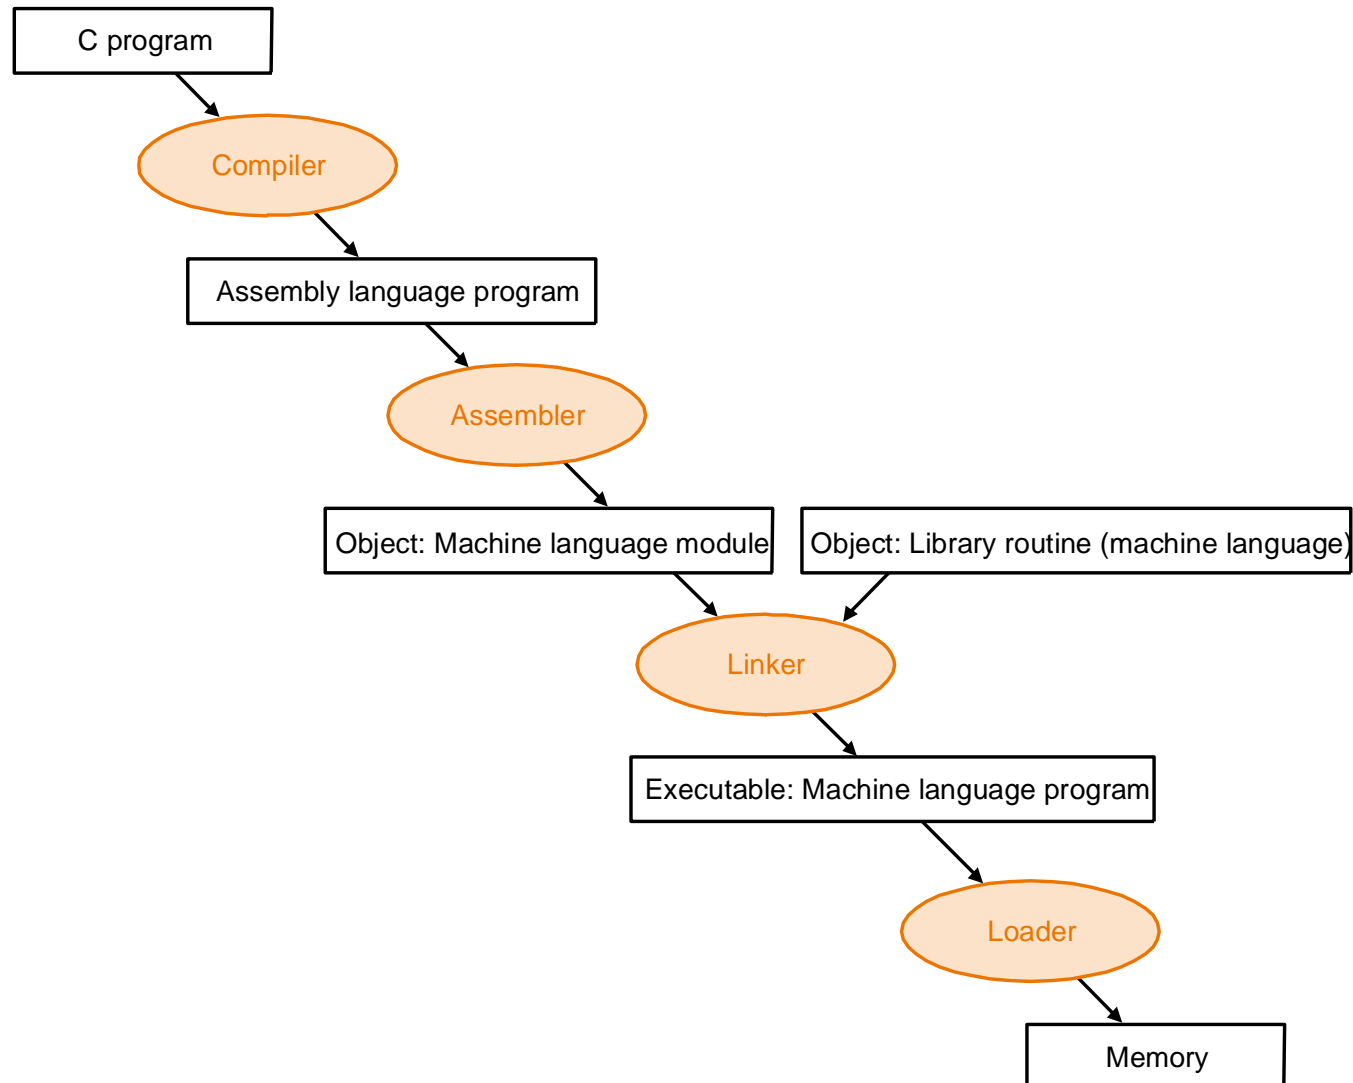 C program
Compiler
Assembly language program
Assembler
Object: Machine language module
Object: Library routine (machine language)
Linker
Executable: Machine language program
Loader
Memory